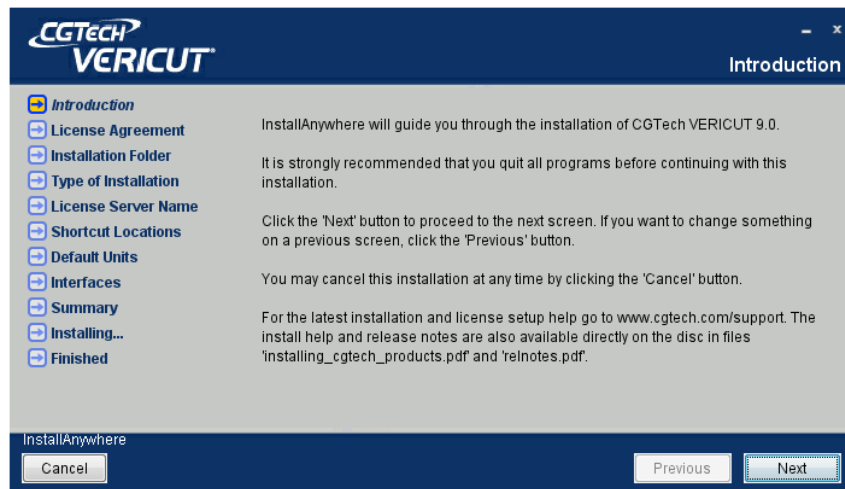 CGTECH
VERICUT
Introduction
Introduction
License Agreement
Installation Folder
Type of Installation
License Server Name
Shortcut Locations
Default Units
Interfaces
Summary
Installing...
Finished
InstallAnywhere will guide you through the installation of CGTech VERICUT 9.0.
It is strongly recommended that you quit all programs before continuing with this
installation.
Click the 'Next' button to proceed to the next screen. If you want to change something
on a previous screen, click the 'Previous' button.
You may cancel this installation at any time by clicking the 'Cancel' button.
For the latest installation and license setup help go to www.cgtech.com/support. The
install help and release notes are also available directly on the disc in files
'installing_cgtech_products.pdf' and 'relnotes.pdf'.
InstallAnywhere
Cancel
Previous
Next